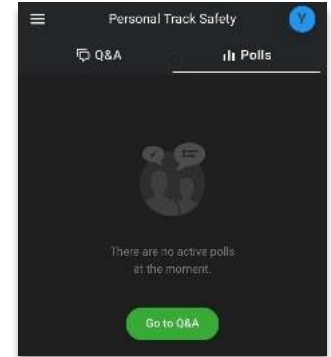 Personal Track Safety
Y
Q&A
Polls
There are no active polls
at the moment.
Go to Q&A